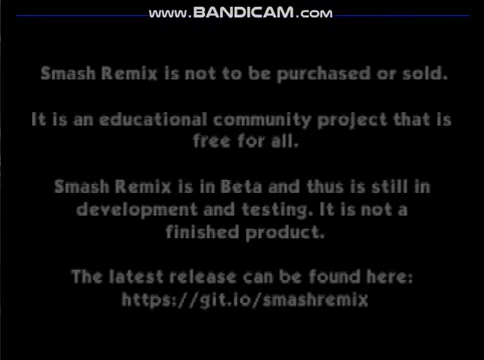 www.BANDICAM.com
Smash Remix is not to be purchased or sold.
It is an educational community project that is
free for all.
Smash Remix is in Beta and thus is still in
development and testing. It is not a
finished product.
The latest release can be found here:
https://git.io/smashremix